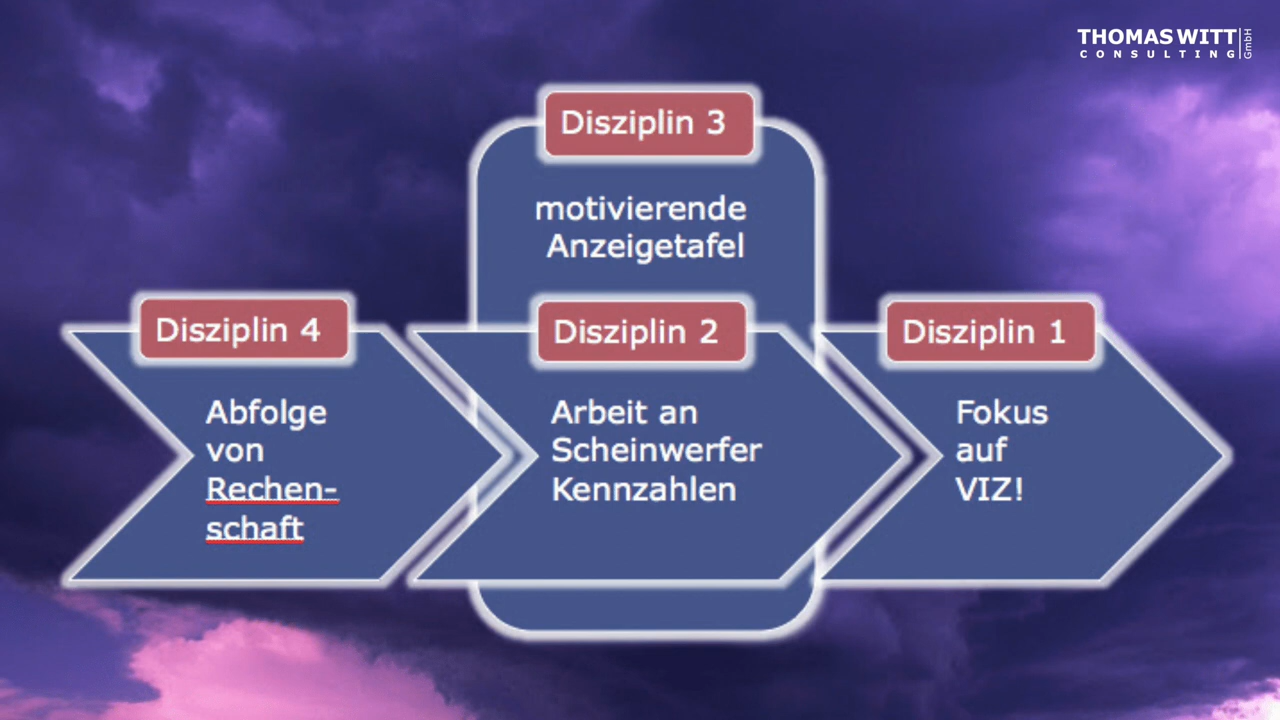 THOMAS WITT GmbH
CONSULTING
Disziplin 3
motivierende
Anzeigetafel
Disziplin 4
Abfolge
von
Rechen-
schaft
Disziplin 2
Arbeit an
Scheinwerfer
Kennzahlen
Disziplin 1
Fokus
auf
VIZ!